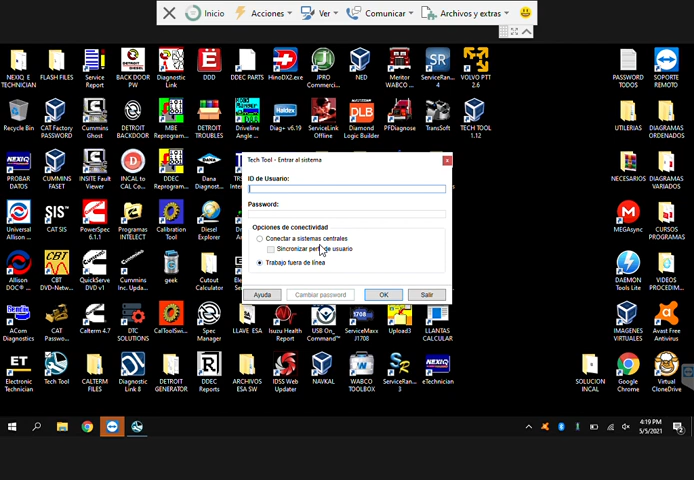 Inicio
Acciones
Ver
Comunicar
Archivos y extras
NEXIQ E TECHNICIAN
FLASH FILES
Service Report
BACK DOOR PW
Diagnostic Link
DDD
DDEC PARTS
HinoDX2.exe
JPRO Commerci...
NED
Meritor WABCO ...
ServiceRan... 4
VOLVO PTT 2.6
PASSWORD TODOS
SOPORTE REMOTO
Recycle Bin
CAT Factory PASSWORD
Cummins Ghost
DETROIT BACKDOOR
MBE Reprogram...
DETROIT TROUBLES
Driveline Angle ...
Diag+ v6.19
ServiceLink Offline
Diamond Logic Builder
PFDiagnose
TransSoft
TECH TOOL 1.12
UTILERIAS
DIAGRAMAS ORDENADOS
PROBAR DATOS
CUMMINS FASET
INSITE Fault Viewer
INCAL to COL Co...
DDEC Reprogram...
Dana Diagnost...
NECESARIOS
DIAGRAMAS VARIADOS
Tech Tool - Entrar al sistema
ID de Usuario:
Password:
Opciones de conectividad
Conectar a sistemas centrales
Trabajo fuera de línea
Ayuda
Cambiar password
OK
Salir
Universal Allison ...
CAT SIS
PowerSpec 6.1.1
Programas INTELECT
Calibration Tool
Diesel Explorer
MEGAsync
CURSOS PROGRAMAS
Allison DOC ®
CBT DVD-Netw...
QuickServe DVD v1
Cummins Inc. Upda...
geek
Cutout Calculator
DAEMON Tools Lite
VIDEOS PROCEDIMI...
ACom Diagnostics
CAT Passwo...
Calterm 4.7
DTC SOLUTIONS
CalToolSwi...
Spec Manager
LLAVE ESA
Isuzu Health Report
USB On_ Command™
ServiceMaxx J1708
Upload3
LLANTAS CALCULAR
IMAGENES VIRTUALES
Avast Free Antivirus
Electronic Technician
Tech Tool
CALTERM FILES
Diagnostic Link 8
DETROIT GENERATOR
DDEC Reports
ARCHIVOS ESA SW
IDSS Web Updater
NAVKAL
WABCO TOOLBOX
ServiceRan... 3
eTechnician
SOLUCION INCAL
Google Chrome
Virtual CloneDrive
4:19 PM
5/5/2021